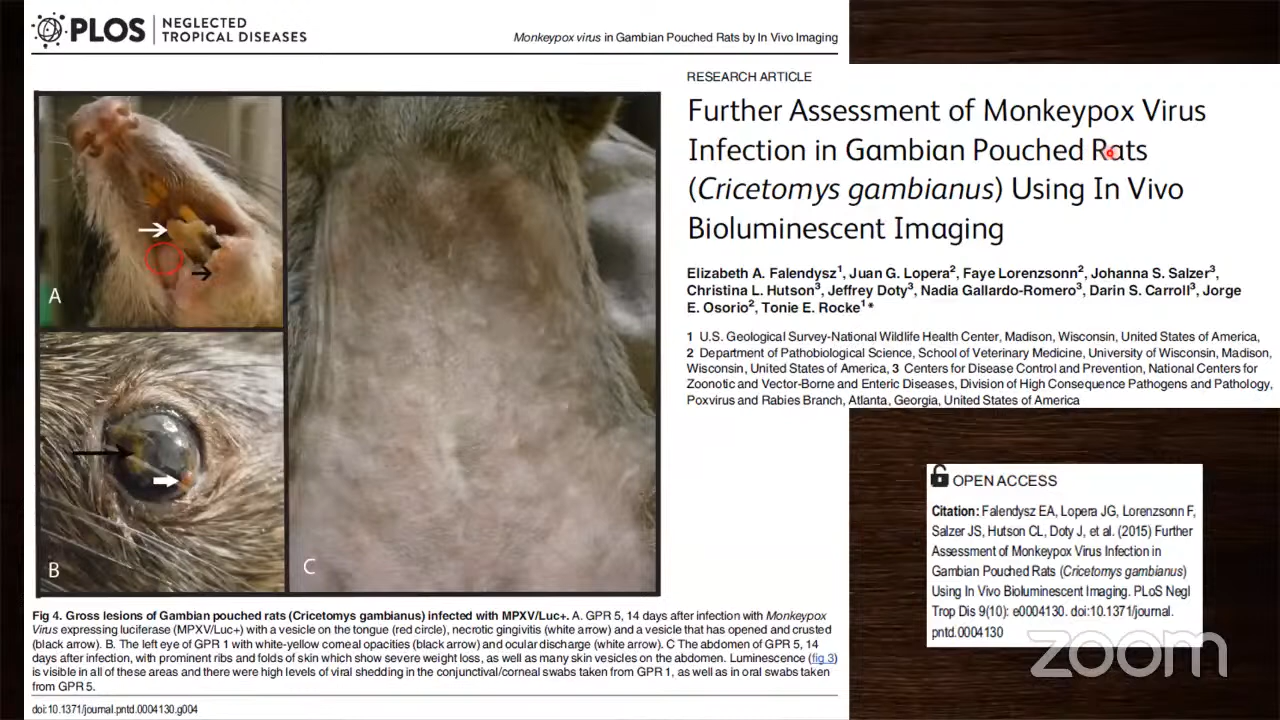 PLOS | NEGLECTED TROPICAL DISEASES
Monkeypox virus in Gambian Pouched Rats by In Vivo Imaging
A
B
C
Fig 4. Gross lesions of Gambian pouched rats (Cricetomys gambianus) infected with MPXV/Luc+. A. GPR 5, 14 days after infection with Monkeypox
Virus expressing luciferase (MPXV/Luc+) with a vesicle on the tongue (red circle), necrotic gingivitis (white arrow) and a vesicle that has opened and crusted
(black arrow). B. The left eye of GPR 1 with white-yellow corneal opacities (black arrow) and ocular discharge (white arrow). C The abdomen of GPR 5, 14
days after infection, with prominent ribs and folds of skin which show severe weight loss, as well as many skin vesicles on the abdomen. Luminescence (fig 3)
is visible in all of these areas and there were high levels of viral shedding in the conjunctival/corneal swabs taken from GPR 1, as well as in oral swabs taken
from GPR 5.
doi:10.1371/journal.pntd.0004130.g004
RESEARCH ARTICLE
Further Assessment of Monkeypox Virus
Infection in Gambian Pouched Rats
(Cricetomys gambianus) Using In Vivo
Bioluminescent Imaging
Elizabeth A. Falendysz1, Juan G. Lopera2, Faye Lorenzsonn2, Johanna S. Salzer3,
Christina L. Hutson3, Jeffrey Doty3, Nadia Gallardo-Romero3, Darin S. Carroll3, Jorge
E. Osorio2, Tonie E. Rocke1*
1 U.S. Geological Survey-National Wildlife Health Center, Madison, Wisconsin, United States of America,
2 Department of Pathobiological Science, School of Veterinary Medicine, University of Wisconsin, Madison,
Wisconsin, United States of America, 3 Centers for Disease Control and Prevention, National Centers for
Zoonotic and Vector-Borne and Enteric Diseases, Division of High Consequence Pathogens and Pathology,
Poxvirus and Rabies Branch, Atlanta, Georgia, United States of America
OPEN ACCESS
Citation: Falendysz EA, Lopera JG, Lorenzsonn F,
Salzer JS, Hutson CL, Doty J, et al. (2015) Further
Assessment of Monkeypox Virus Infection in
Gambian Pouched Rats (Cricetomys gambianus)
Using In Vivo Bioluminescent Imaging. PLoS Negl
Trop Dis 9(10): e0004130. doi:10.1371/journal.
pntd.0004130
zoom